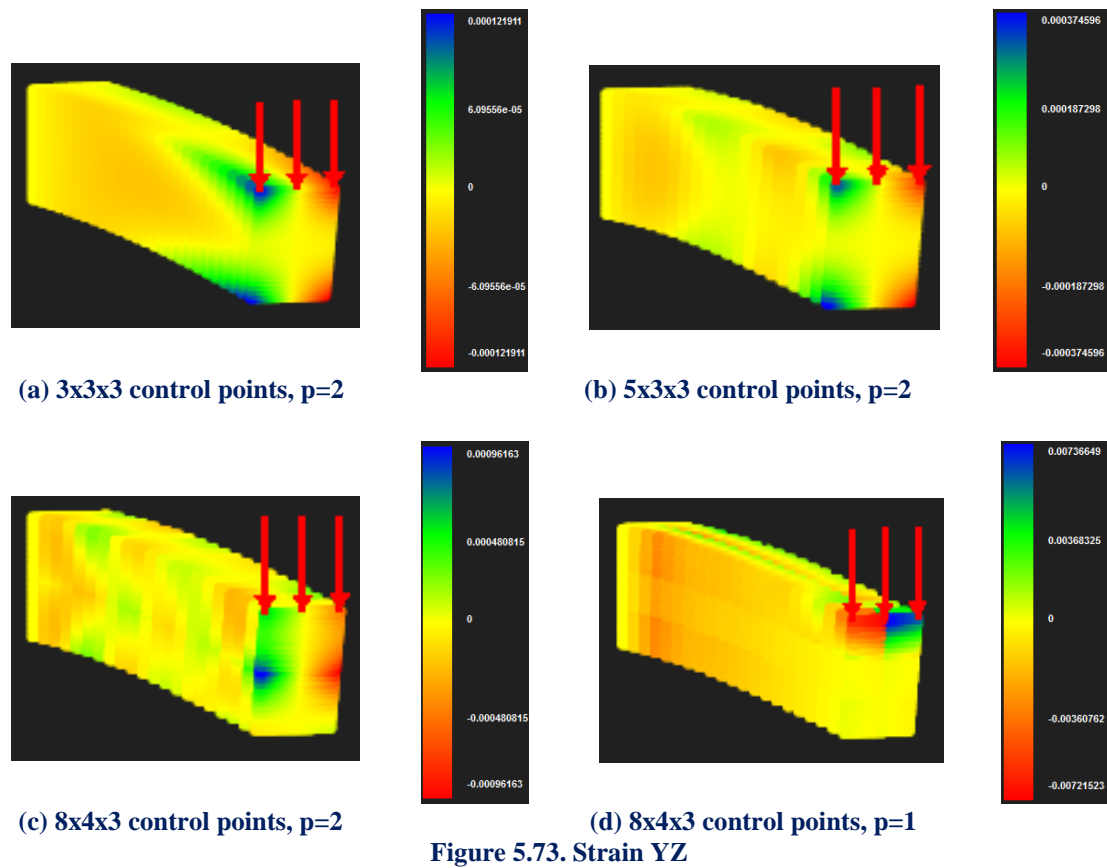 0.000121911
6.09556e-05
0
-6.09556e-05
-0.000121911
(a) 3x3x3 control points, p=2
0.000374596
0.000187298
0
-0.000187298
-0.000374596
(b) 5x3x3 control points, p=2
0.00096163
0.000480815
0
-0.000480815
-0.00096163
(c) 8x4x3 control points, p=2
0.00736649
0.00368325
0
-0.00360762
-0.00721523
(d) 8x4x3 control points, p=1
Figure 5.73. Strain YZ